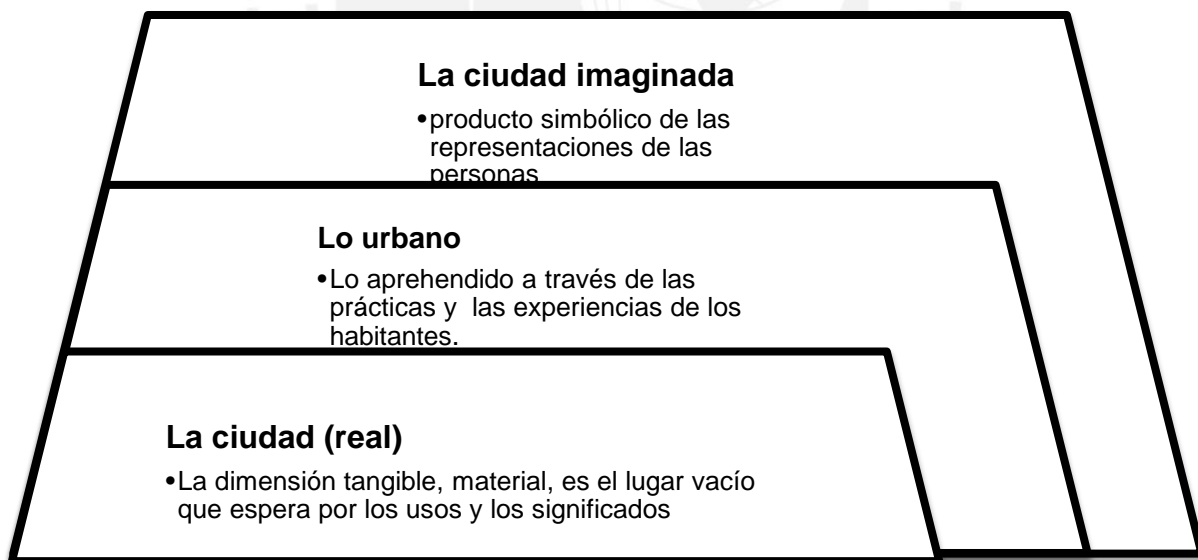 La ciudad imaginada
•producto simbólico de las
representaciones de las
personas
Lo urbano
•Lo aprehendido a través de las
prácticas y las experiencias de los
habitantes.
La ciudad (real)
•La dimensión tangible, material, es el lugar vacío
que espera por los usos y los significados